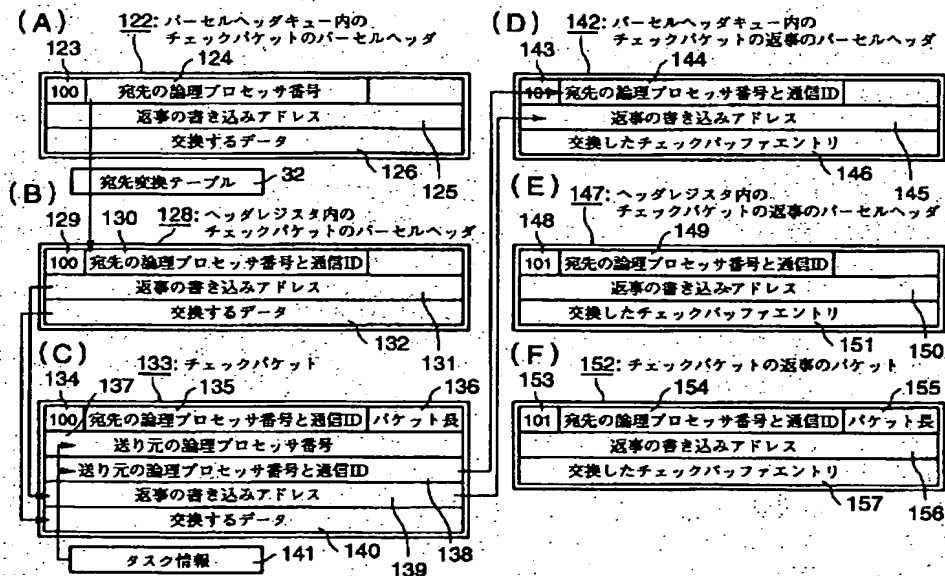 (A)
122: パーセルヘッダキュー内の
チェックパケットのパーセルヘッダ
123
124
100
宛先の論理プロセッサ番号
返事の書き込みアドレス
交換するデータ
126
125
宛先変換テーブル
32
(B)
129
130
128: ヘッダレジスタ内の
チェックパケットのパーセルヘッダ
100
宛先の論理プロセッサ番号と通信ID
返事の書き込みアドレス
交換するデータ
132
131
(C)
133: チェックパケット
134
137
135
136
100
宛先の論理プロセッサ番号と通信ID
パケット長
送り元の論理プロセッサ番号
送り元の論理プロセッサ番号と通信ID
返事の書き込みアドレス
交換するデータ
140
138
139
タスク情報
141
(D)
142: パーセルヘッダキュー内の
チェックパケットの返事のパーセルヘッダ
143
144
101
宛先の論理プロセッサ番号と通信ID
返事の書き込みアドレス
交換したチェックバッファエントリ
146
145
(E)
147: ヘッダレジスタ内の
チェックパケットの返事のパーセルヘッダ
148
149
101
宛先の論理プロセッサ番号と通信ID
返事の書き込みアドレス
交換したチェックバッファエントリ
151
150
(F)
152: チェックパケットの返事のパケット
153
154
155
101
宛先の論理プロセッサ番号と通信ID
パケット長
返事の書き込みアドレス
交換したチェックバッファエントリ
157
156